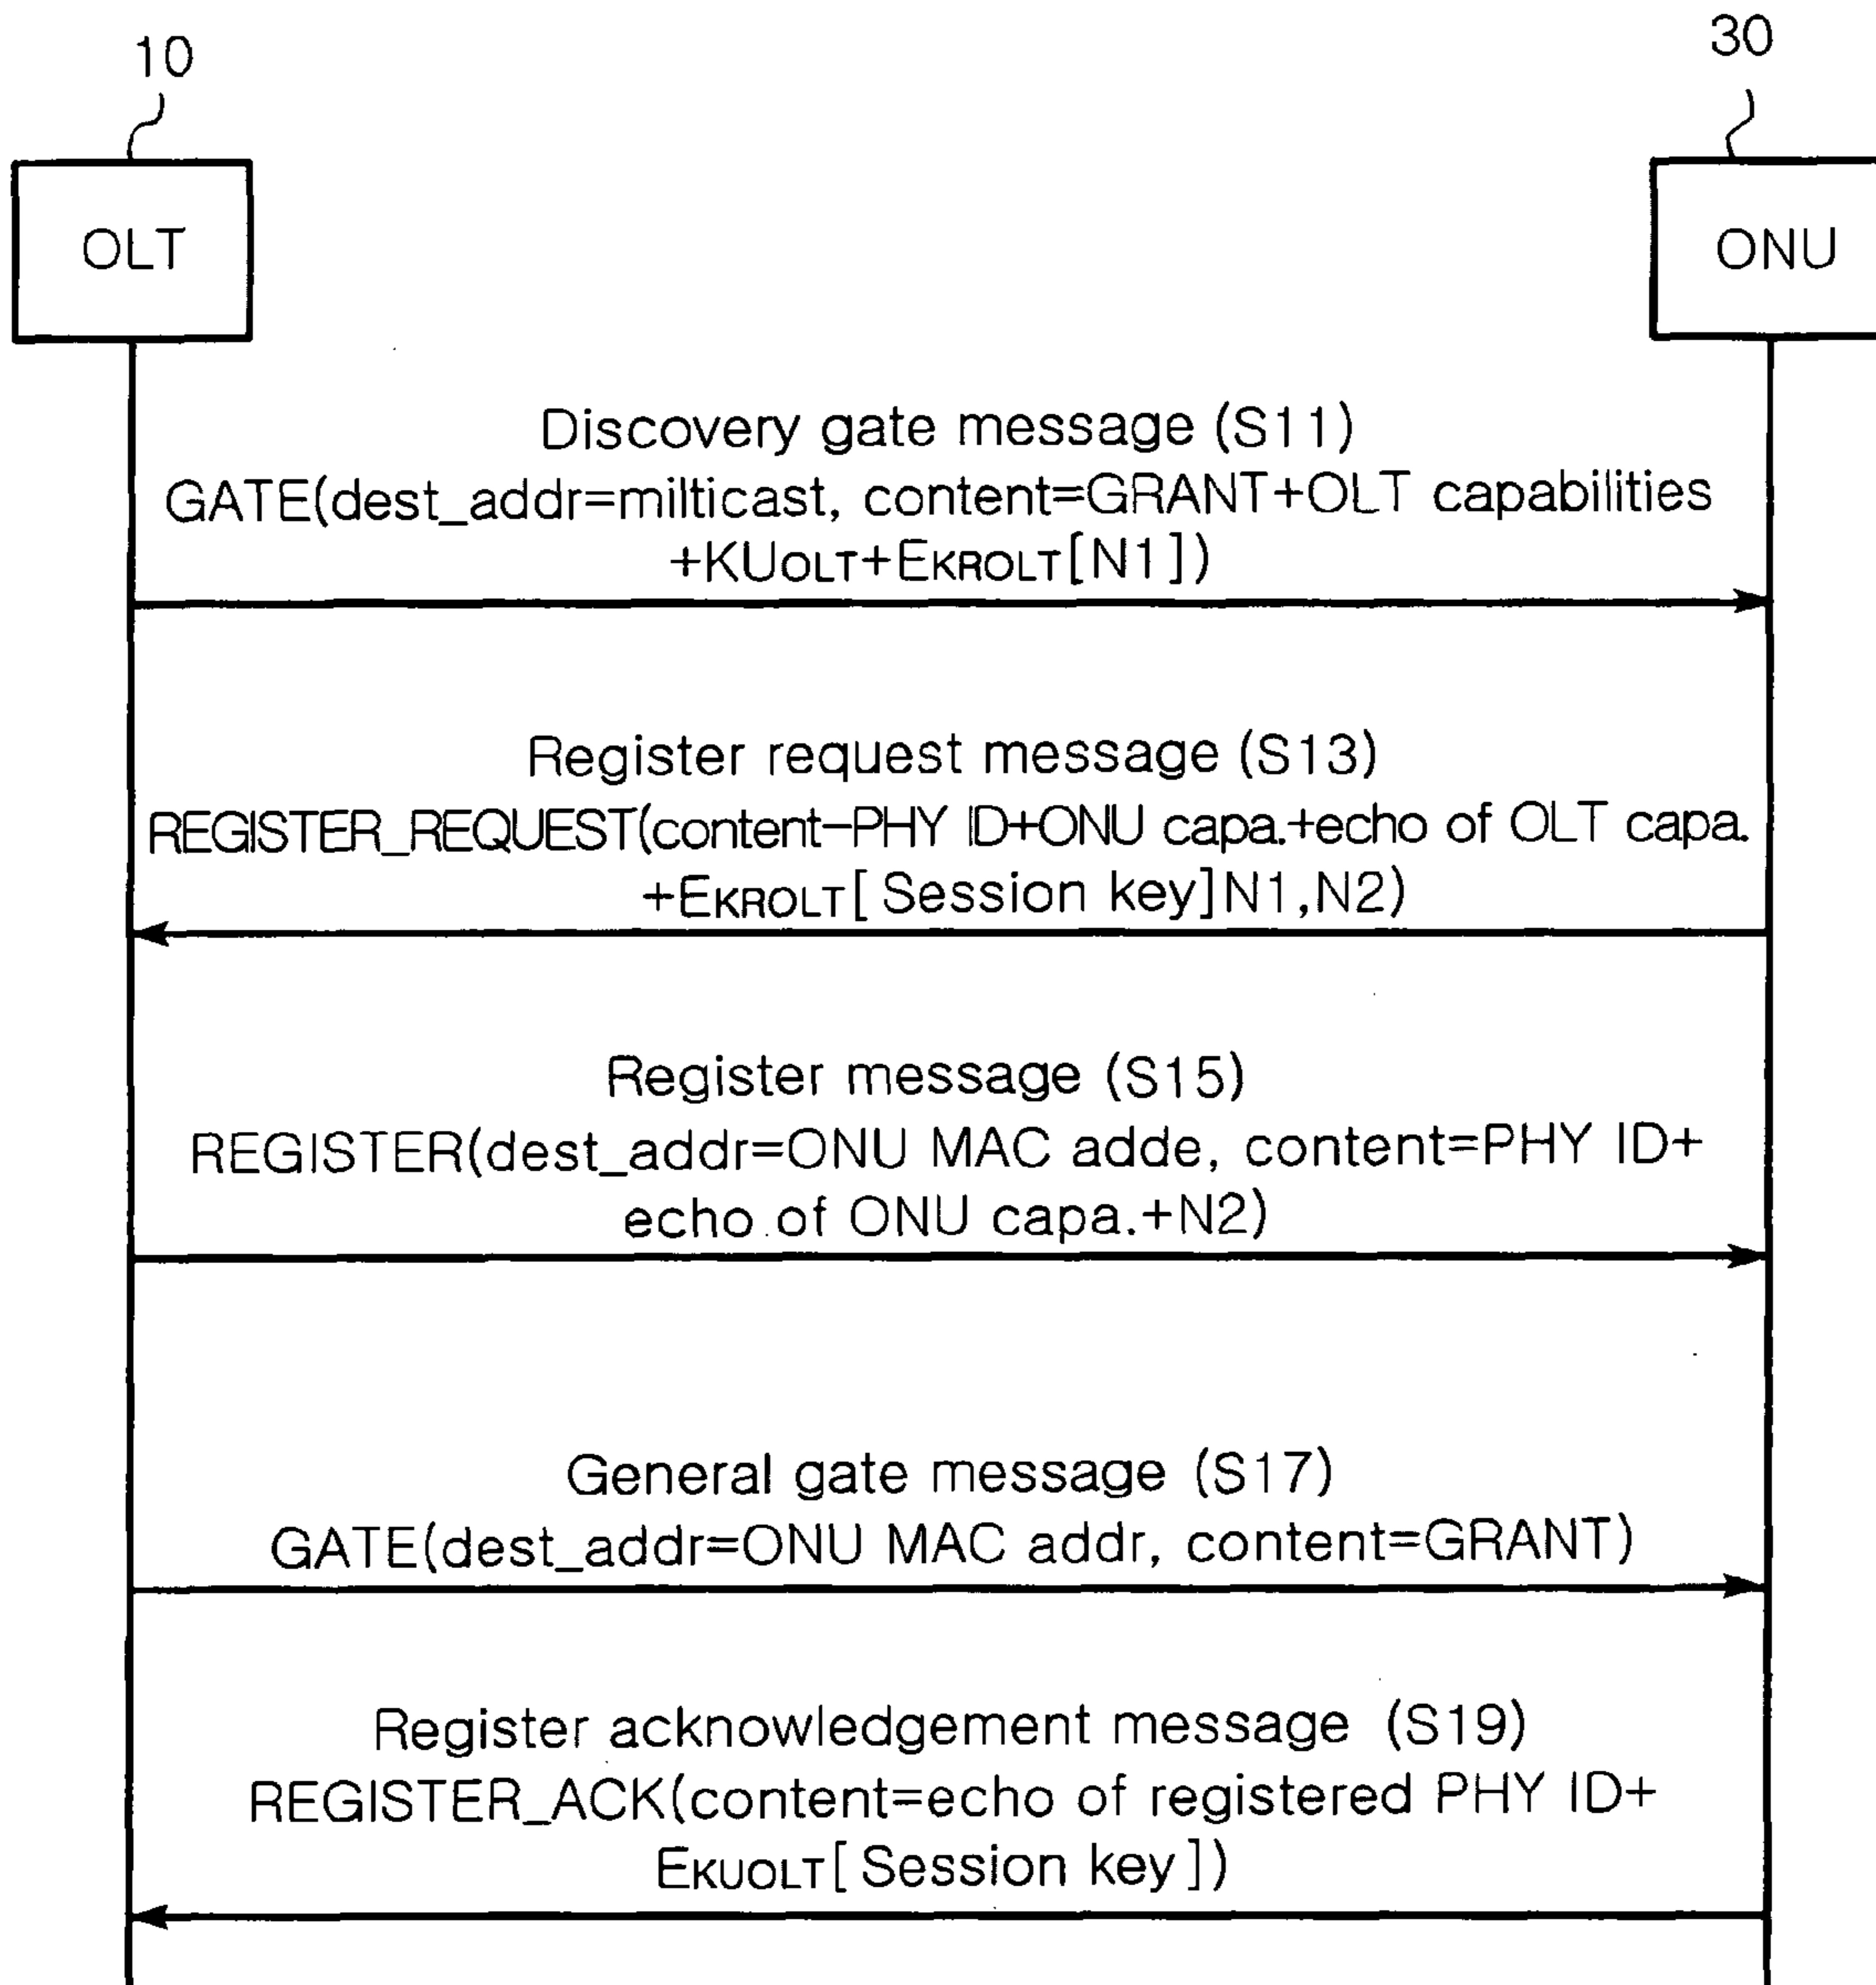 10
30
OLT
ONU
Discovery gate message (S11)
GATE(dest_addr=milticast, content=GRANT+OLT capabilities
+KUOLT+EKROLT[N1])
Register request message (S13)
REGISTER_REQUEST(content-PHY ID+ONU capa.+echo of OLT capa.
+EKROLT[ Session key]N1,N2)
Register message (S15)
REGISTER(dest_addr=ONU MAC adde, content=PHY ID+
echo of ONU capa.+N2)
General gate message (S17)
GATE(dest_addr=ONU MAC addr, content=GRANT)
Register acknowledgement message (S19)
REGISTER_ACK(content=echo of registered PHY ID+
EKUOLT[ Session key])